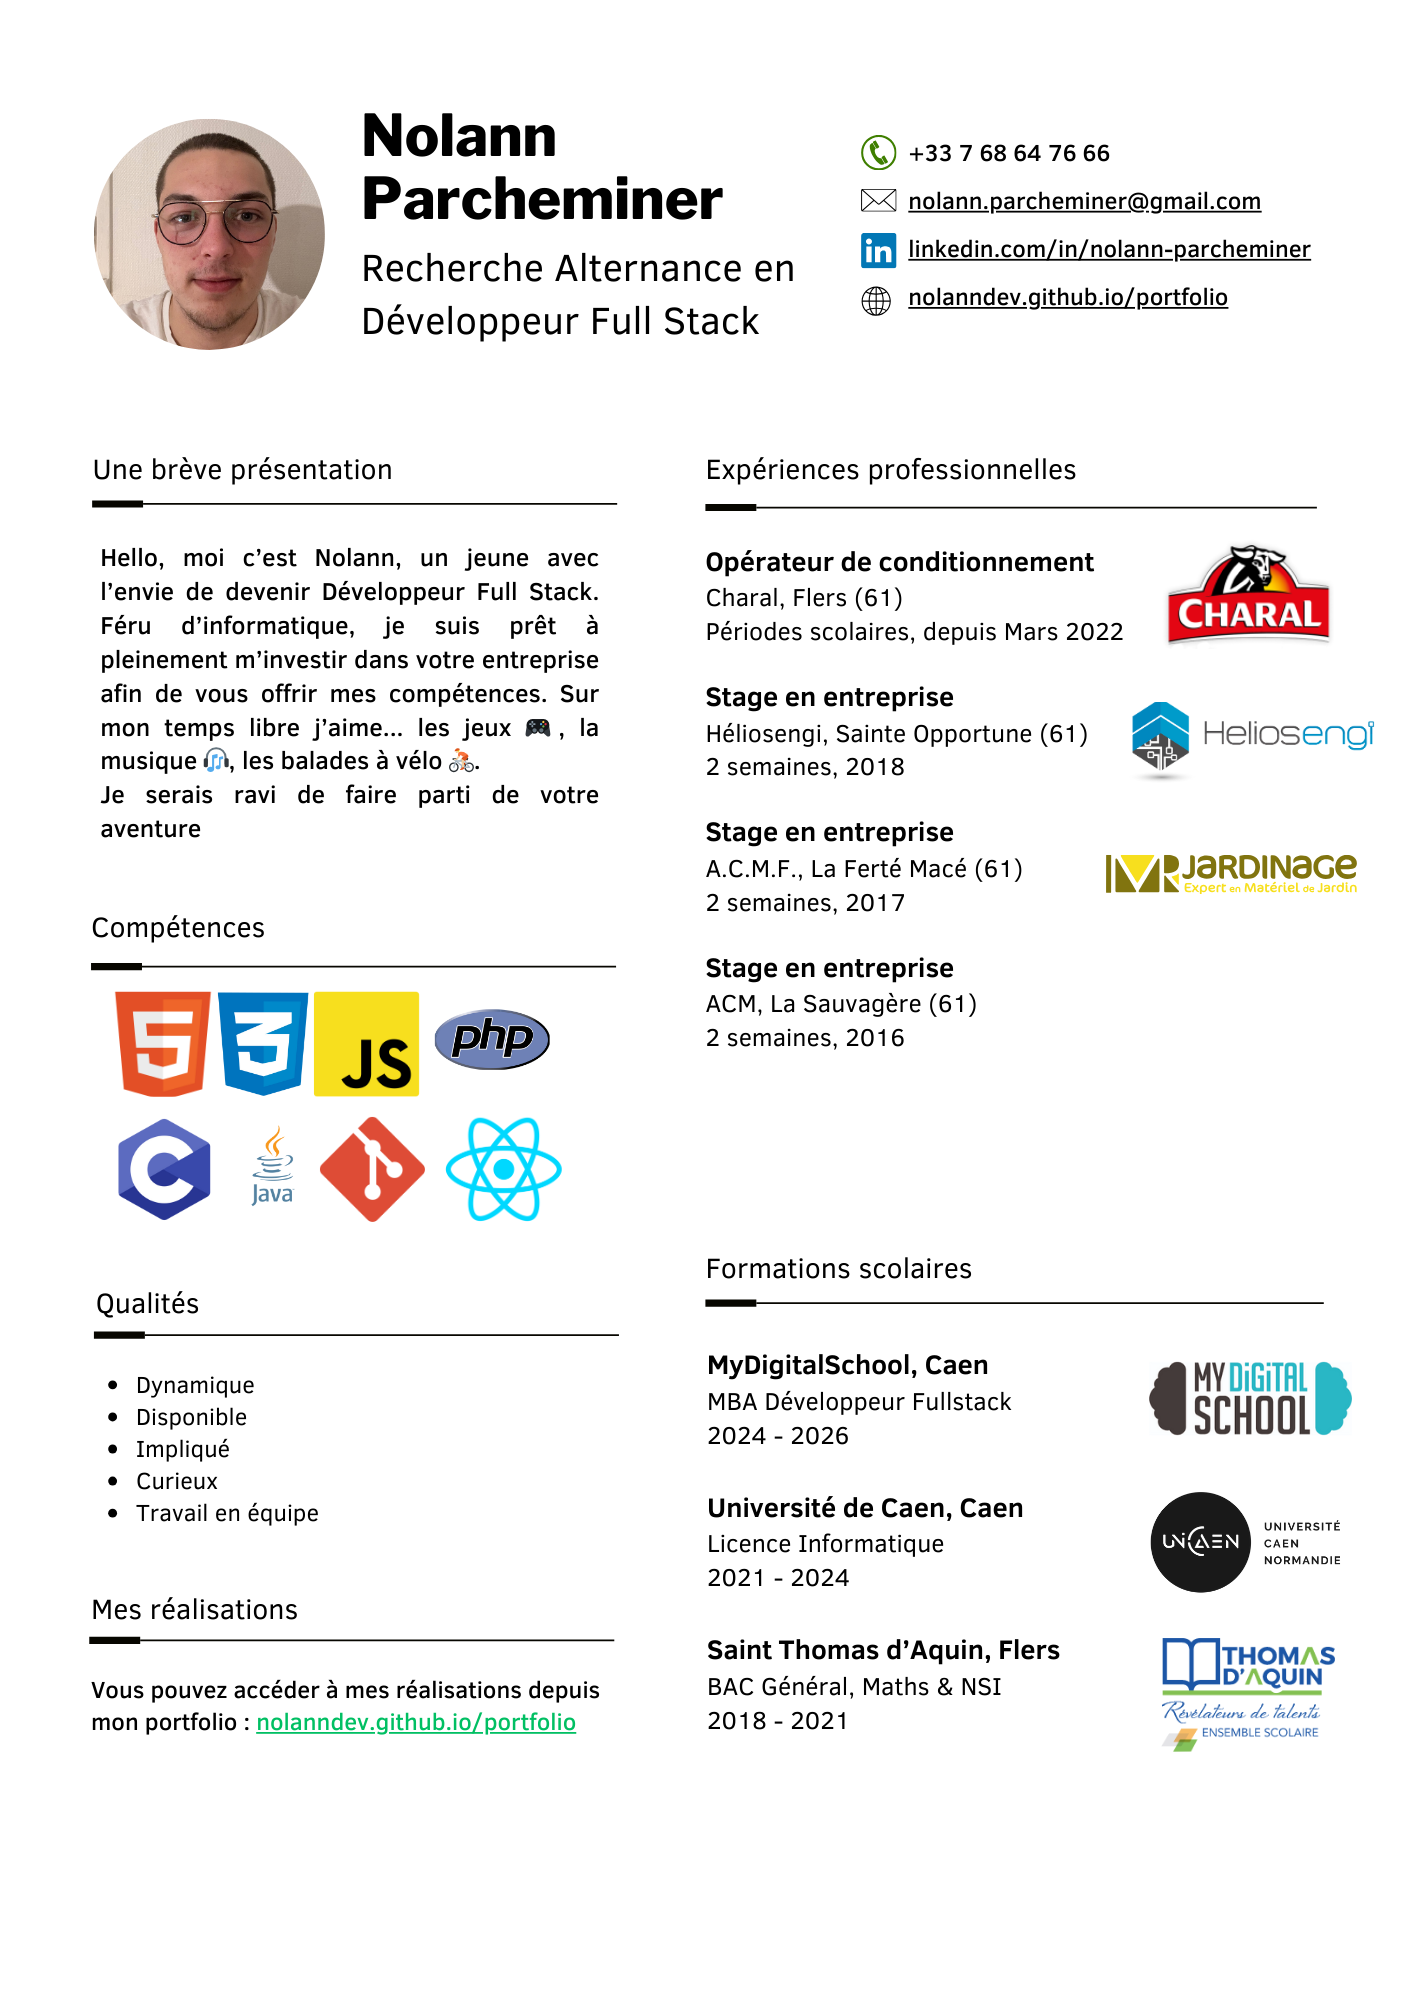 Nolann
Parcheminer
Recherche Alternance en
Développeur Full Stack
+33 7 68 64 76 66
nolann.parcheminer@gmail.com
linkedin.com/in/nolann-parcheminer
nolanndev.github.io/portfolio
Une brève présentation
Hello, moi c’est Nolann, un jeune avec
l’envie de devenir Développeur Full Stack.
Féru d’informatique, je suis prêt à
pleinement m’investir dans votre entreprise
afin de vous offrir mes compétences. Sur
mon temps libre j’aime... les jeux 🎮 , la
musique 🎧, les balades à vélo 🚴.
Je serais ravi de faire parti de votre
aventure
Compétences
5
3
JS
php
C
Java
Qualités
• Dynamique
• Disponible
• Impliqué
• Curieux
• Travail en équipe
Mes réalisations
Vous pouvez accéder à mes réalisations depuis
mon portfolio : nolanndev.github.io/portfolio
Expériences professionnelles
Opérateur de conditionnement
Charal, Flers (61)
Périodes scolaires, depuis Mars 2022
CHARAL
Stage en entreprise
Héliosengi, Sainte Opportune (61)
2 semaines, 2018
Heliosengi
Stage en entreprise
A.C.M.F., La Ferté Macé (61)
2 semaines, 2017
MR JARDINAGE
Expert en Matériel de Jardin
Stage en entreprise
ACM, La Sauvagère (61)
2 semaines, 2016
Formations scolaires
MyDigitalSchool, Caen
MBA Développeur Fullstack
2024 - 2026
MY DiGiTAL
SCHOOL
Université de Caen, Caen
Licence Informatique
2021 - 2024
UNICAEN
UNIVERSITÉ
CAEN
NORMANDIE
Saint Thomas d’Aquin, Flers
BAC Général, Maths & NSI
2018 - 2021
THOMAS
D'AQUIN
Révélateurs de talents
ENSEMBLE SCOLAIRE